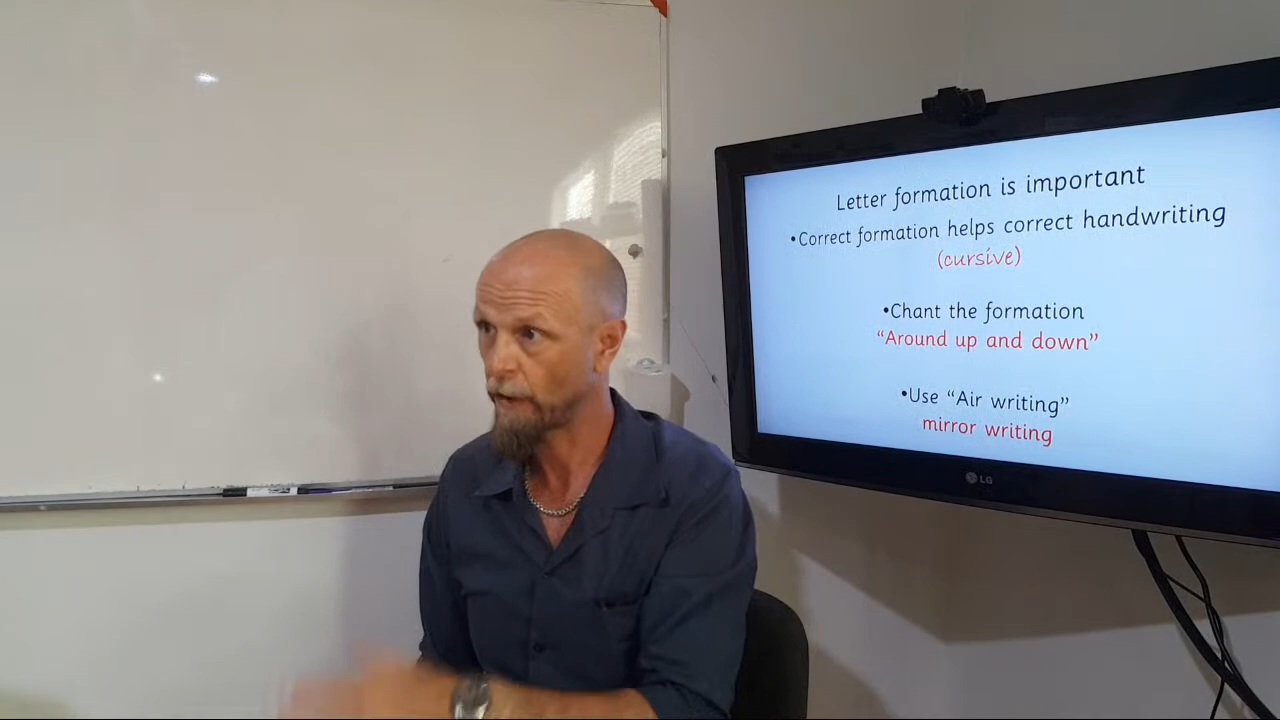 Letter formation is important
•Correct formation helps correct handwriting
(cursive)
•Chant the formation
“Around up and down”
•Use “Air writing”
mirror writing
LG